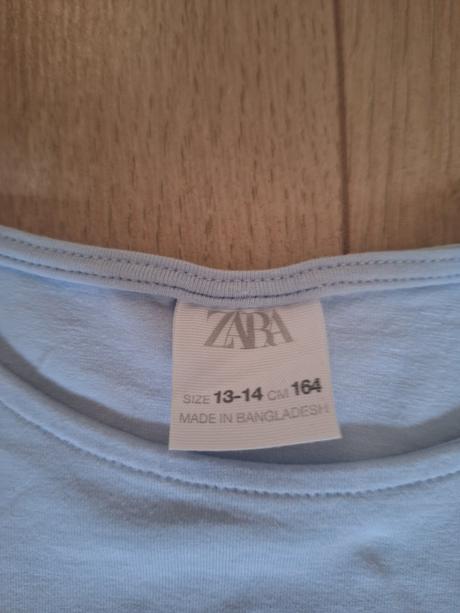 ZARA
SIZE 13-14 CM 164
MADE IN BANGLADESH